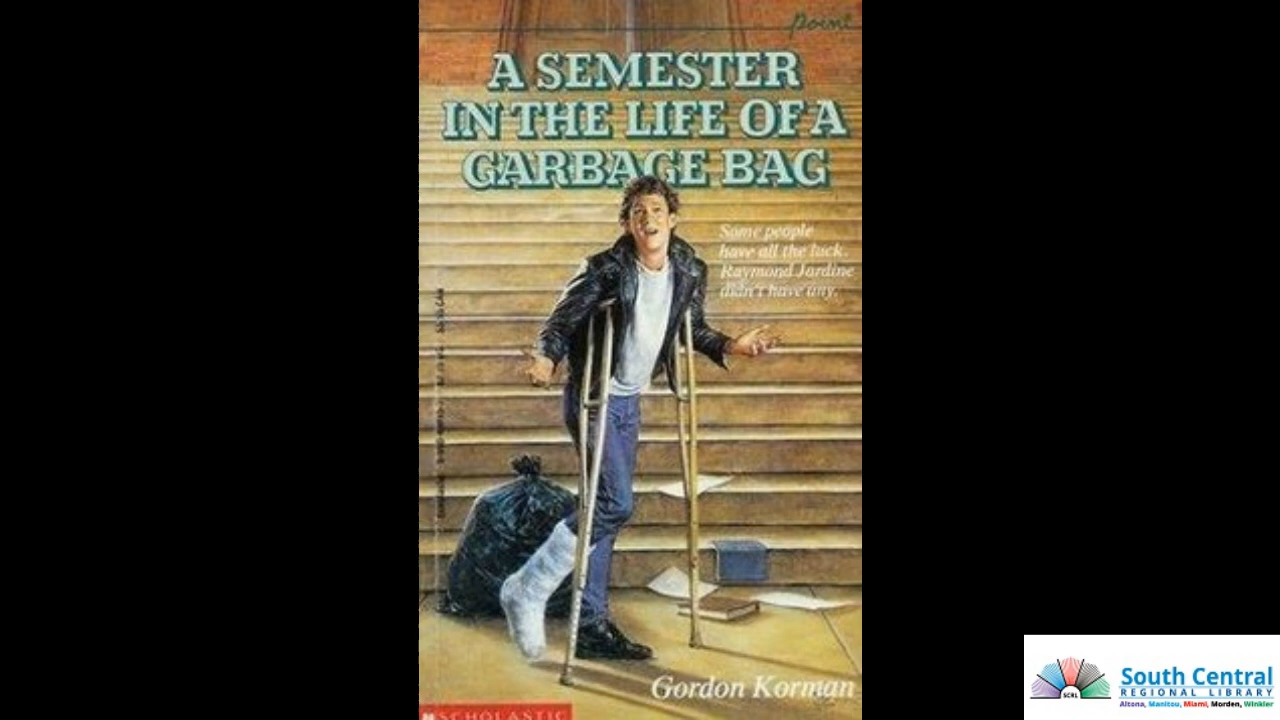 point
A SEMESTER
IN THE LIFE OF A
GARBAGE BAG
Some people
have all the luck.
Raymond Jardine
didn't have any.
Gordon Korman
SCHOLASTIC
SCRL
South Central
REGIONAL LIBRARY
Altona, Manitou, Miami, Morden, Winkler